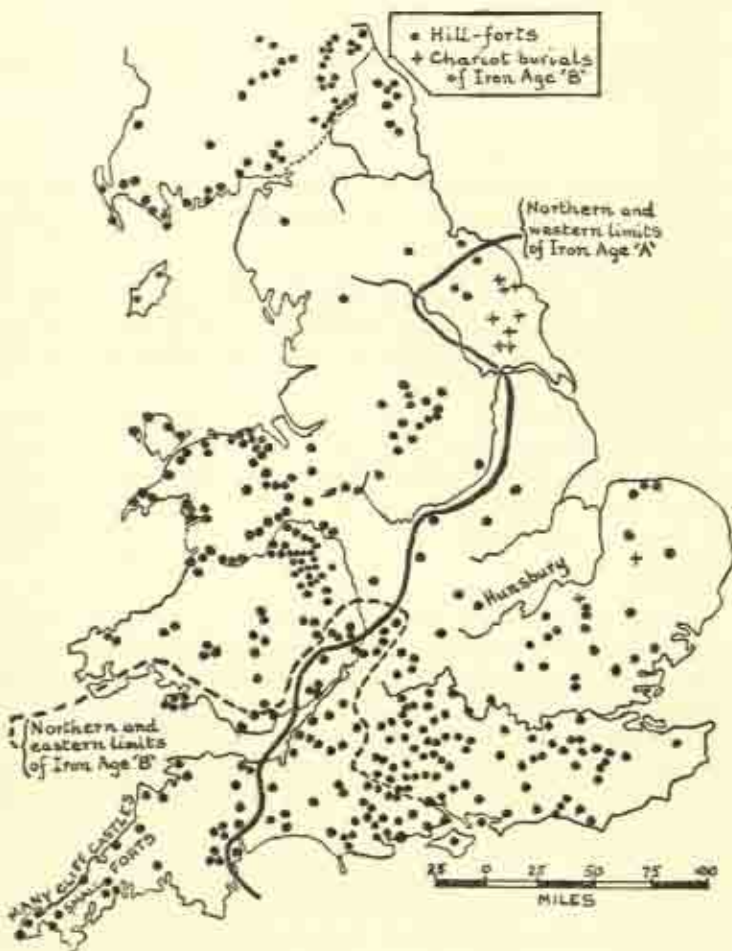 • Hill-forts
+ Chariot burials
of Iron Age "B"
Northern and
western limits
of Iron Age "A"
Hunsbury
Northern and
eastern limits
of Iron Age "B"
MANY CLIFF CASTLES
SMALL FORTS
25 0 25 50 75 100
MILES